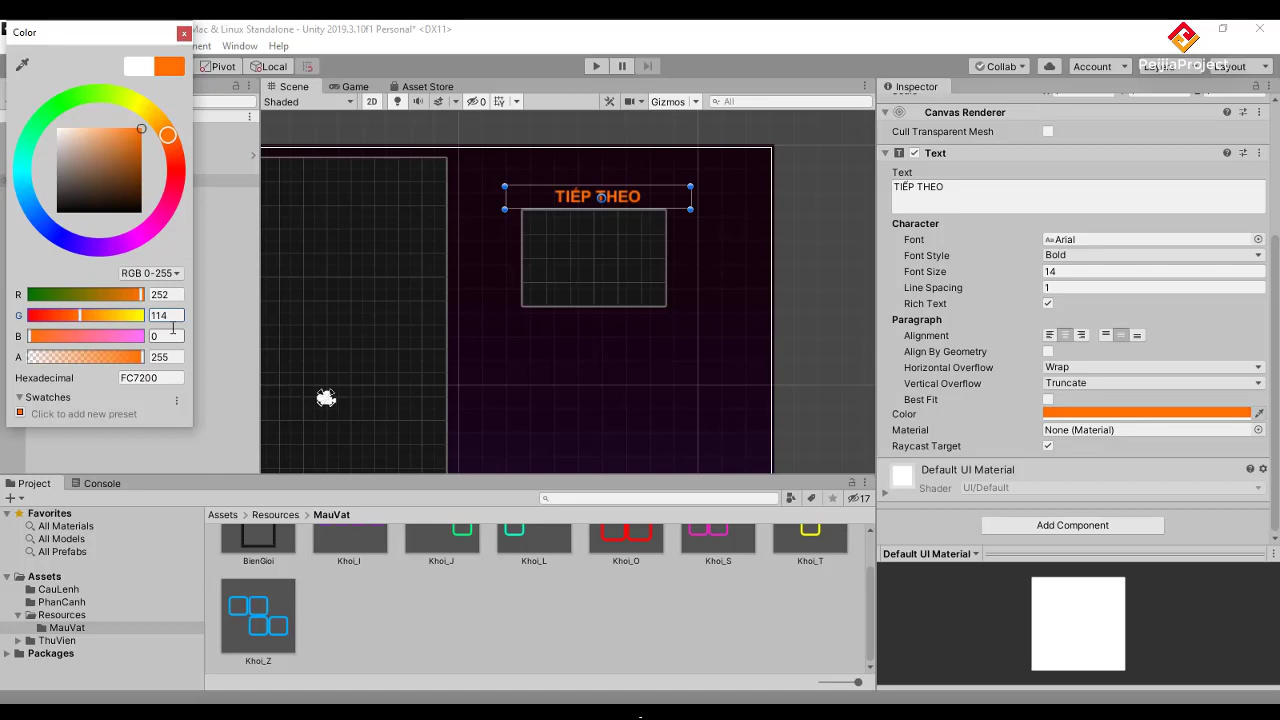 Color
Mac & Linux Standalone - Unity 2019.3.10f1 Personal* <DX11>
Window Help
Pivot Local
Collab Account Layout
PejlaProject
Scene Game Asset Store
Shaded 2D 0 Gizmos All
TIẾP THEO
RGB 0-255
R 252
G 114
B 0
A 255
Hexadecimal FC7200
Swatches
Click to add new preset
Inspector
Canvas Renderer
Cull Transparent Mesh
Text
Text
TIẾP THEO
Character
Font Arial
Font Style Bold
Font Size 14
Line Spacing 1
Rich Text
Paragraph
Alignment
Align By Geometry
Horizontal Overflow Wrap
Vertical Overflow Truncate
Best Fit
Color
Material None (Material)
Raycast Target
Default UI Material
Shader UI/Default
Add Component
Default UI Material
Project Console
17
Favorites
All Materials
All Models
All Prefabs
Assets
CauLenh
PhanCanh
Resources
MauVat
ThuVien
Packages
Assets > Resources > MauVat
BienGioi Khoi_I Khoi_J Khoi_L Khoi_O Khoi_S Khoi_T
Khoi_Z